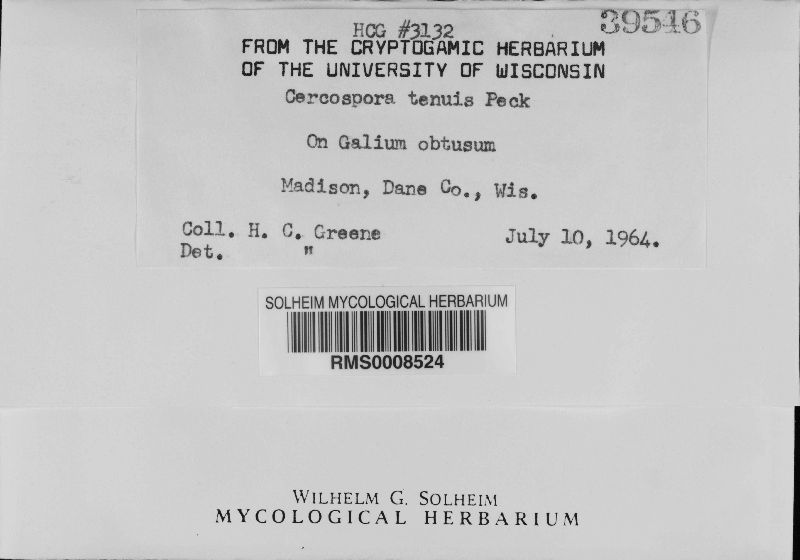 HCG #3132
39546
FROM THE CRYPTOGAMIC HERBARIUM
OF THE UNIVERSITY OF WISCONSIN
Cercospora tenuis Peck
On Galium obtusum
Madison, Dane Co., Wis.
Coll. H. C. Greene July 10, 1964.
Det. "
SOLHEIM MYCOLOGICAL HERBARIUM
RMS0008524
WILHELM G. SOLHEIM
MYCOLOGICAL HERBARIUM